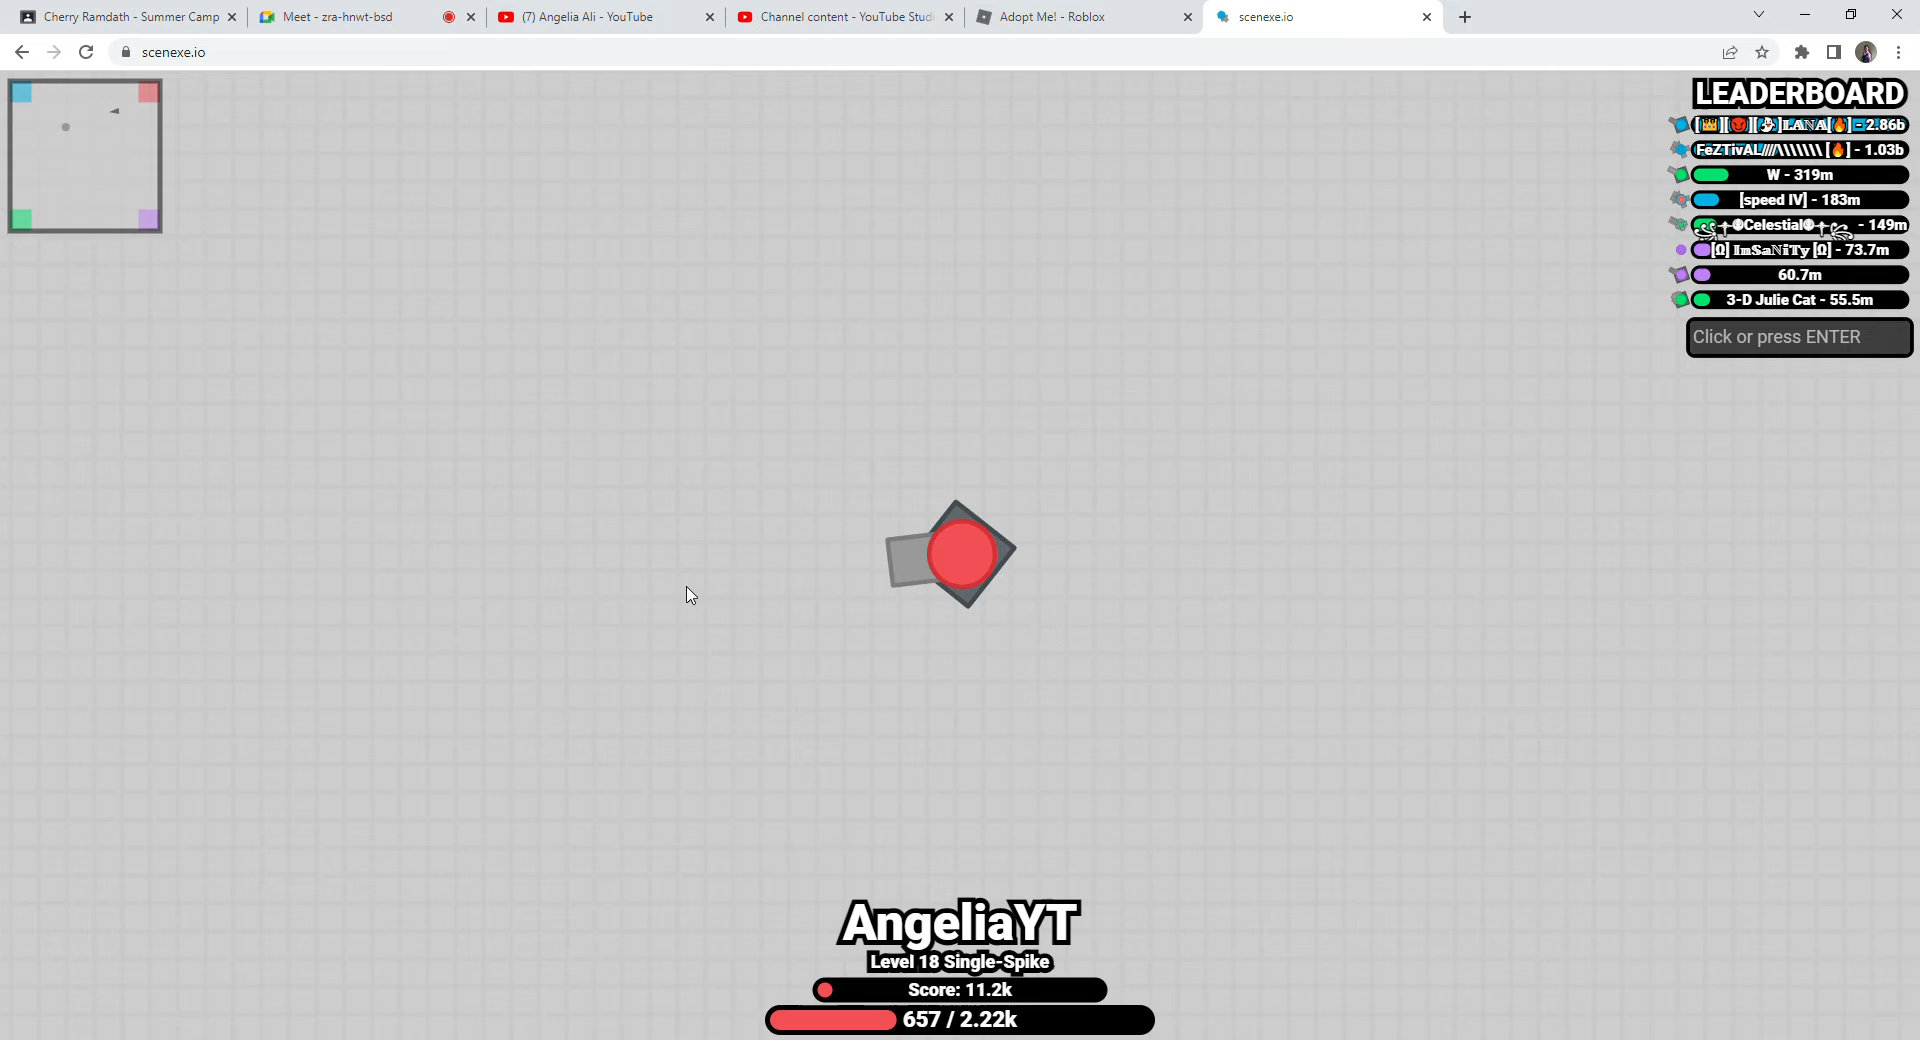 Cherry Ramdath - Summer Camp
Meet - zra-hnwt-bsd
(7) Angelia Ali - YouTube
Channel content - YouTube Stud
Adopt Me! - Roblox
scenexe.io
scenexe.io
LEADERBOARD
[👑][😈][👻]𝕃𝔸ℕ𝔸[🔥] - 2.86b
FeZTivAL////\\\\\\\ [🔥] - 1.03b
W - 319m
[speed IV] - 183m
Celestial - 149m
[Ω] 𝕀𝕞𝕊𝕒ℕ𝕚𝕋𝕪 [Ω] - 73.7m
60.7m
3-D Julie Cat - 55.5m
Click or press ENTER
AngeliaYT
Level 18 Single-Spike
Score: 11.2k
657 / 2.22k